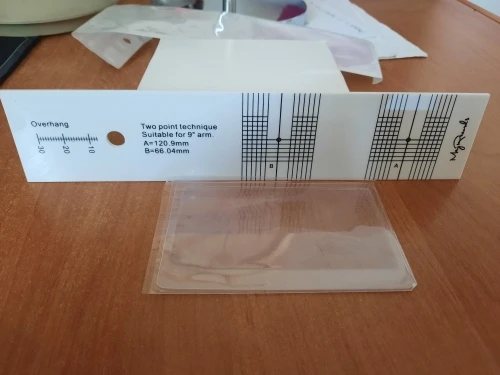 Overhang
30 20 10
Two point technique
Suitable for 9" arm.
A=120.9mm
B=66.04mm
B
A